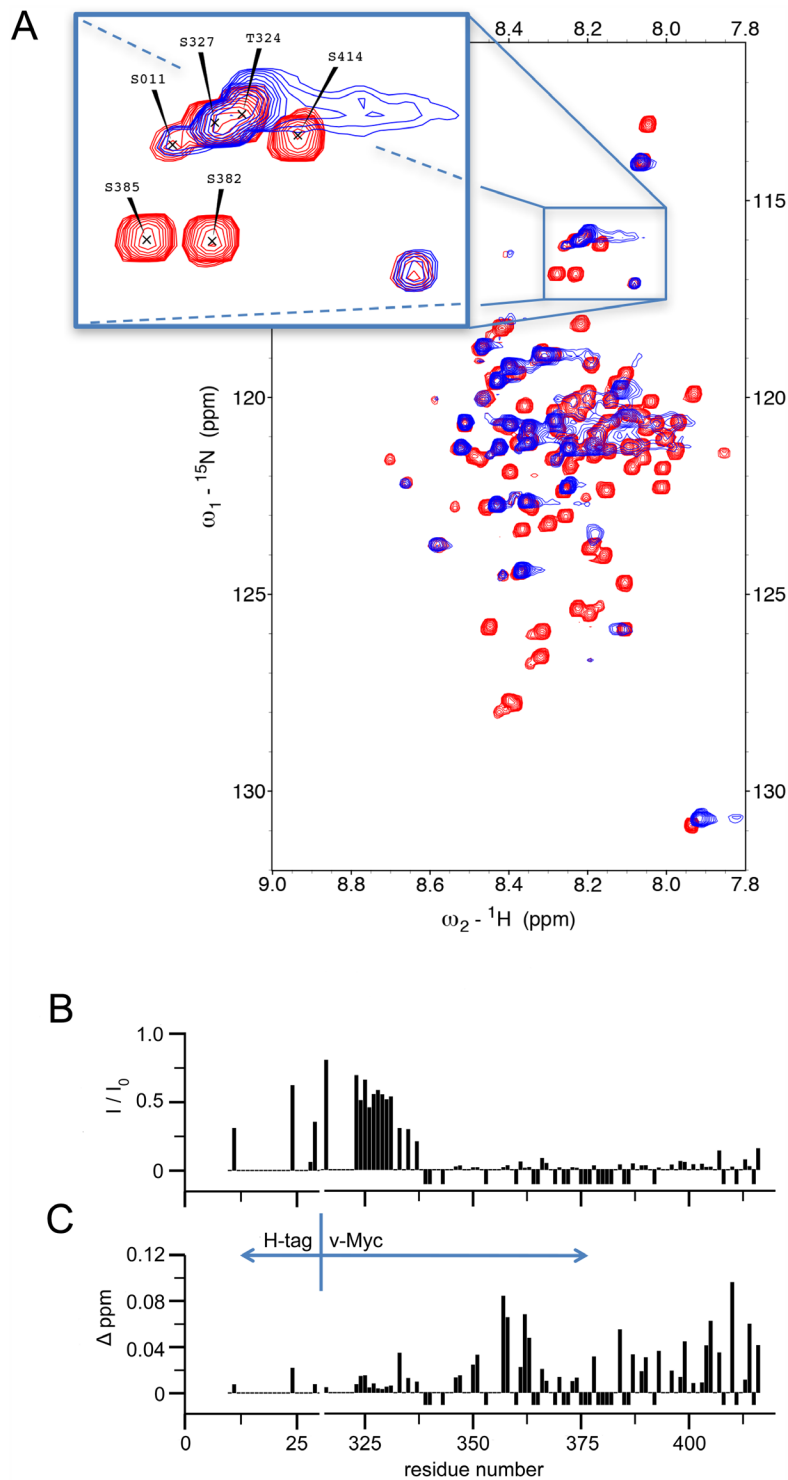 A
8.4 8.2 8.0 7.8
S327 T324
S011 S414
S385 S382
115
120 120
125 125
130 130
ω1 - 15N (ppm)
9.0 8.8 8.6 8.4 8.2 8.0 7.8
ω2 - 1H (ppm)
B
1.0
0.5
0
I / I0
C
H-tag v-Myc
0.12
0.08
0.04
0
Δ ppm
0 25 325 350 375 400
residue number